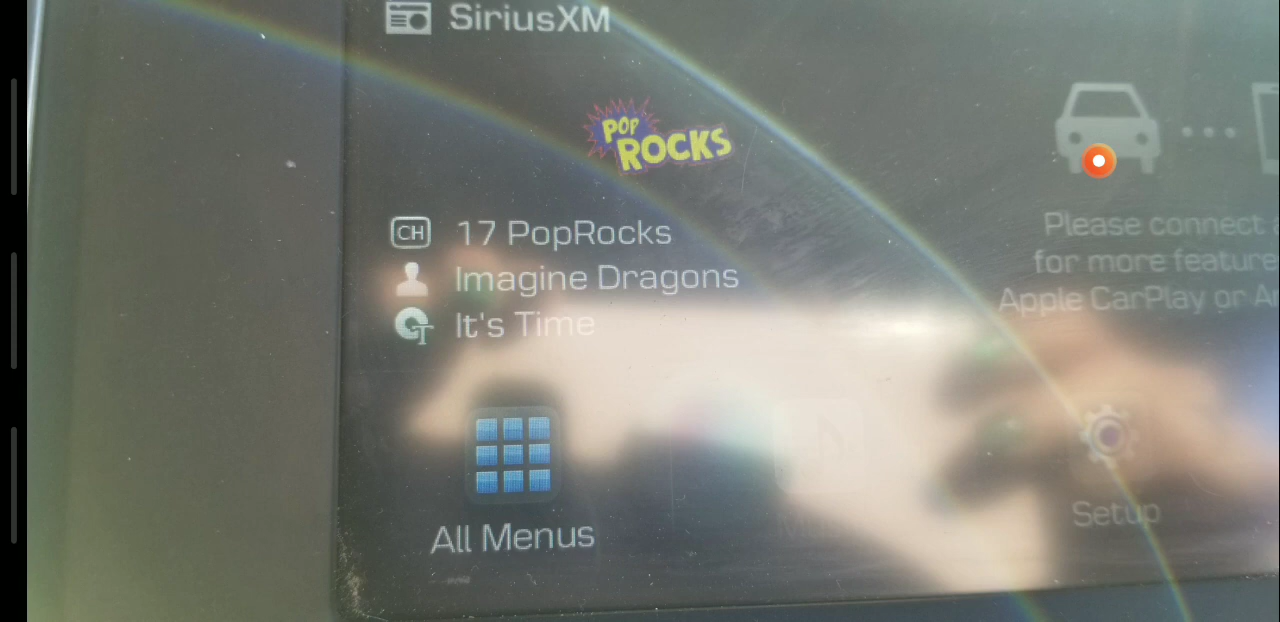 SiriusXM
POP
ROCKS
CH 17 PopRocks
Imagine Dragons
T It's Time
Please connect
for more feature
Apple CarPlay or
All Menus
Setup